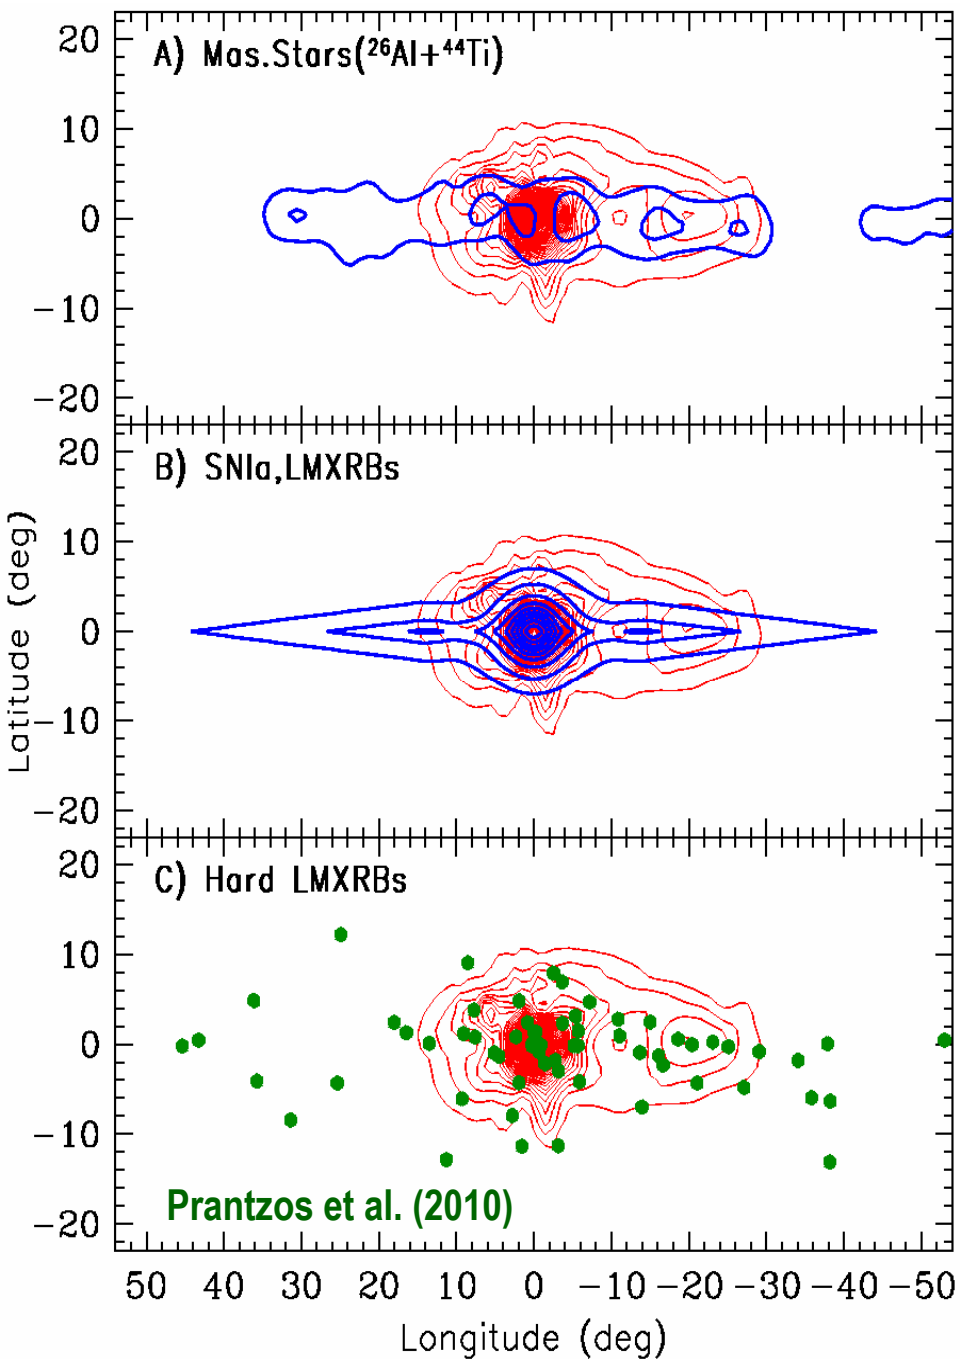 A) Mas.Stars(²⁶Al+⁴⁴Ti)
20
10
0
−10
−20
B) SNIa,LMXRBs
20
10
0
−10
−20
Latitude (deg)
C) Hard LMXRBs
20
10
0
−10
−20
Prantzos et al. (2010)
50 40 30 20 10 0 −10 −20 −30 −40 −50
Longitude (deg)